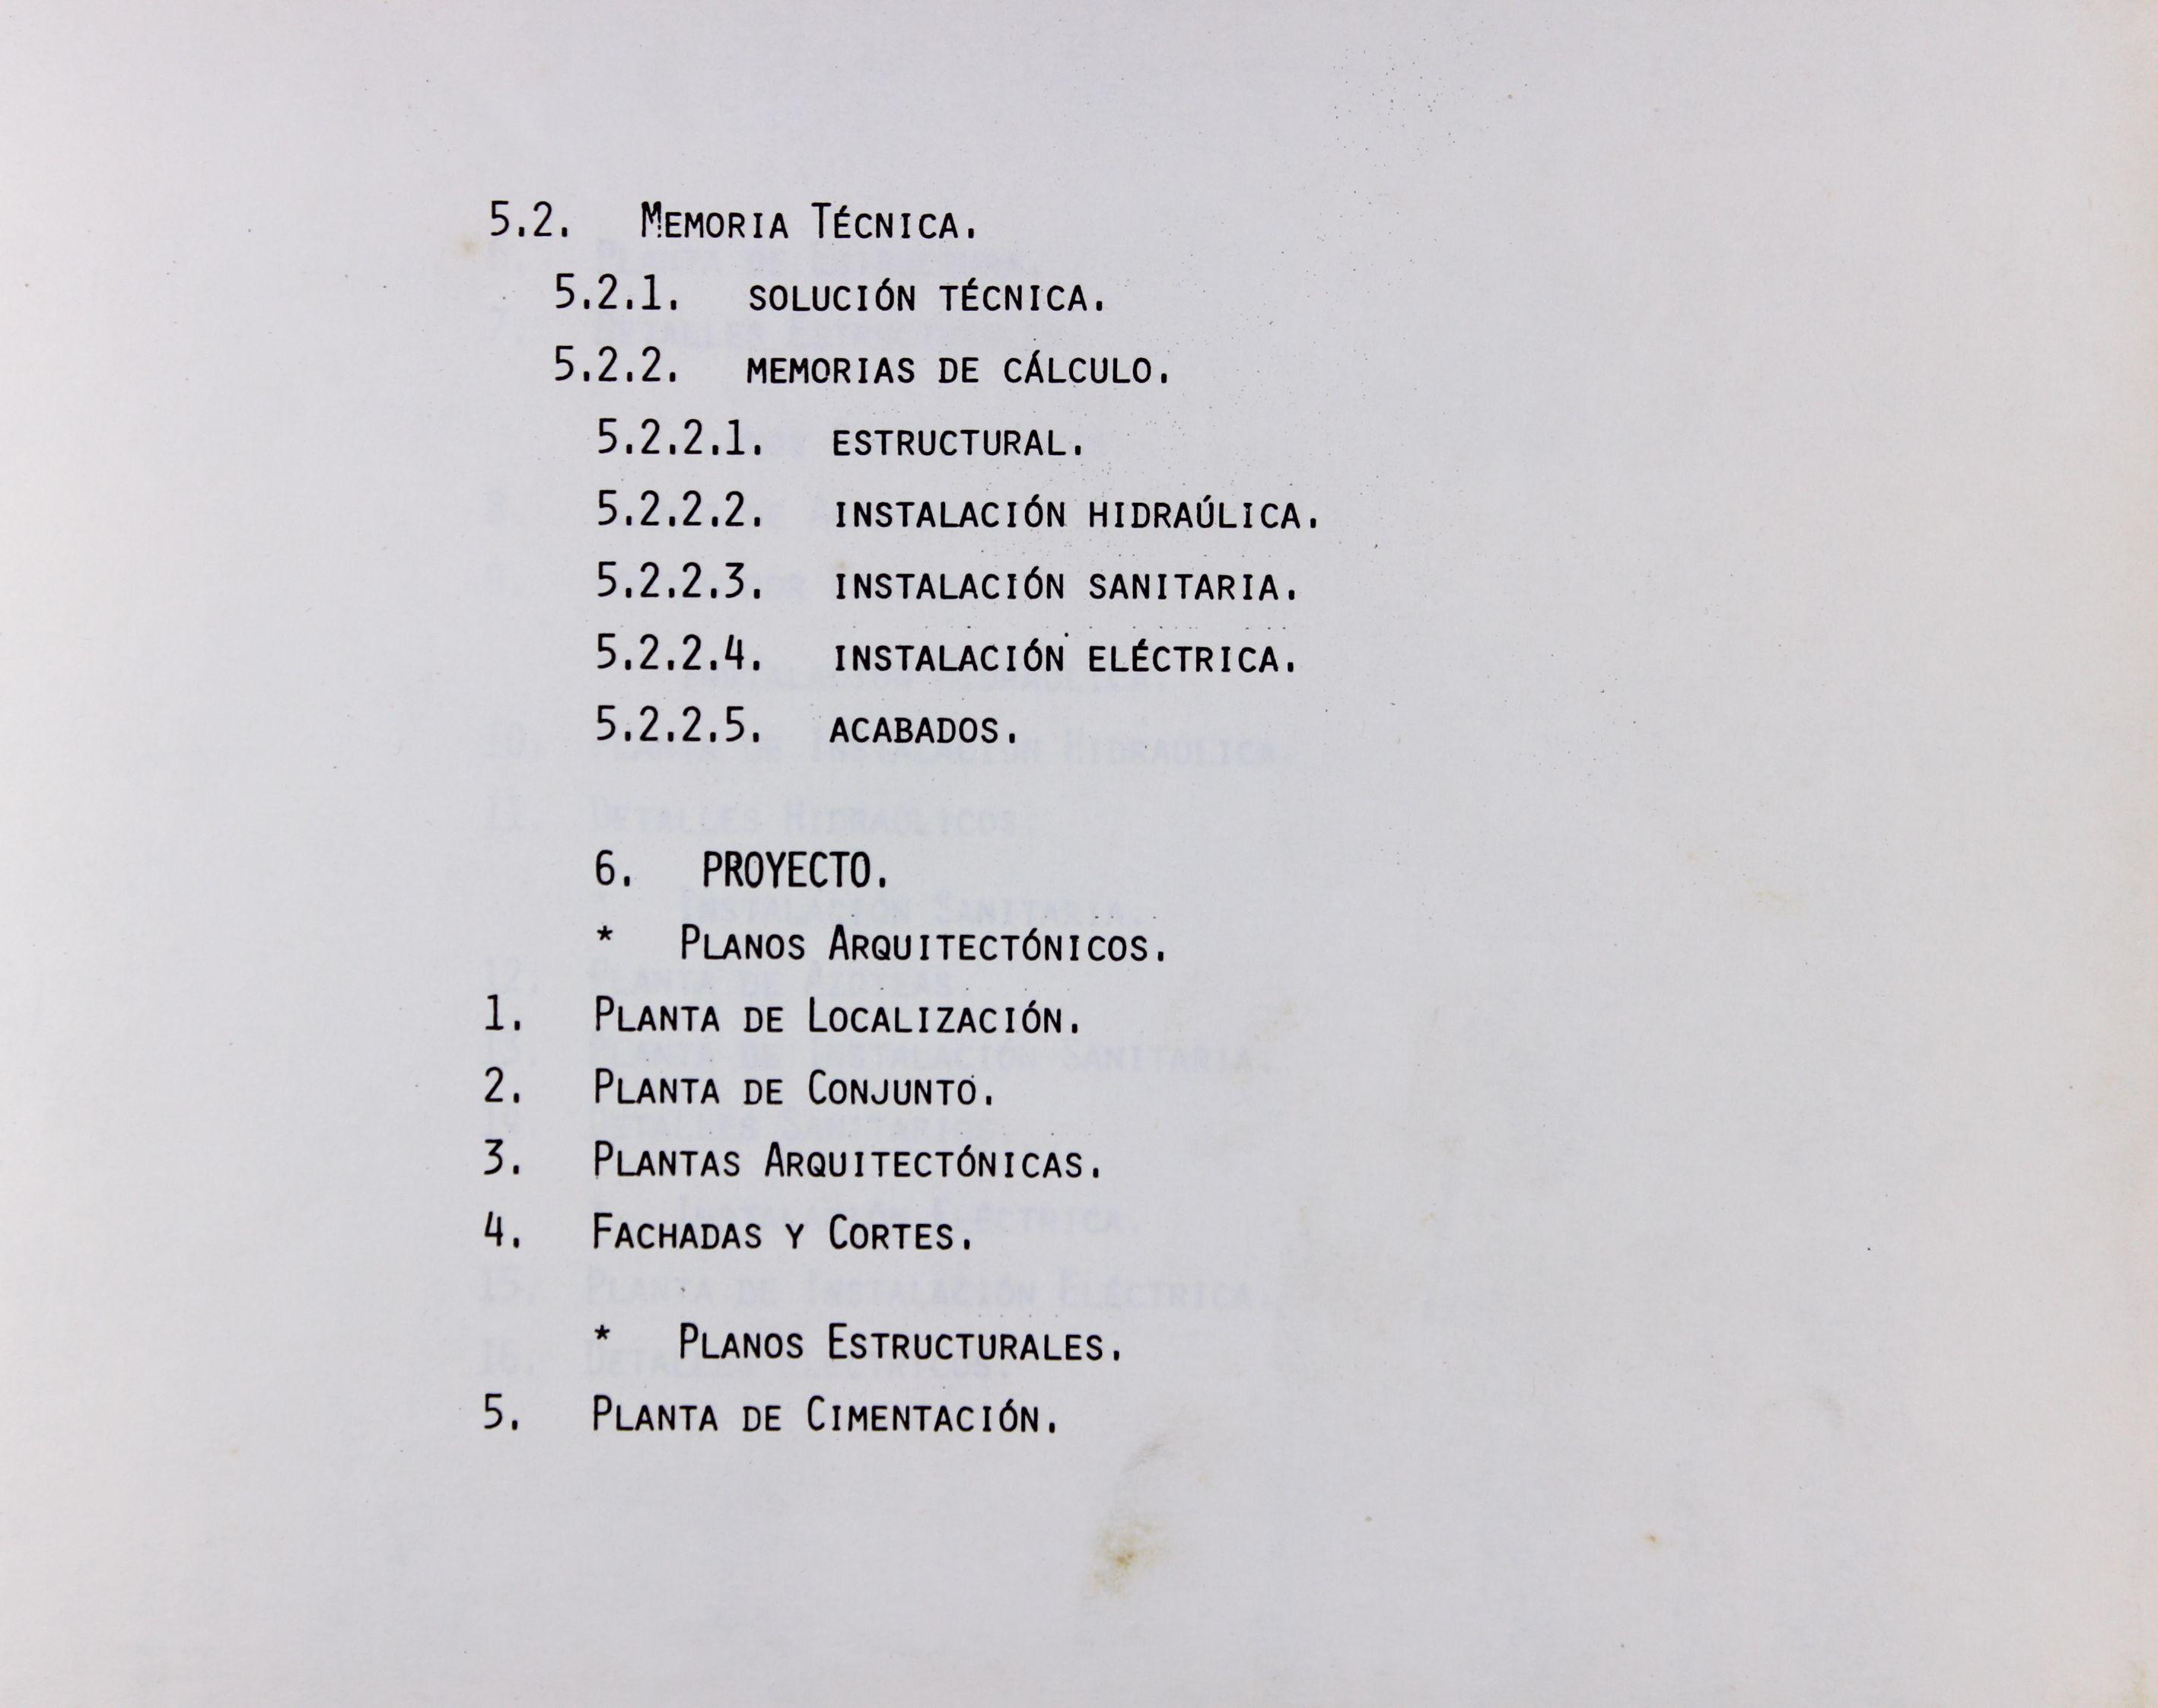 5.2. Memoria Técnica.
5.2.1. SOLUCIÓN TÉCNICA.
5.2.2. MEMORIAS DE CÁLCULO.
5.2.2.1. ESTRUCTURAL.
5.2.2.2. INSTALACIÓN HIDRAÚLICA.
5.2.2.3. INSTALACIÓN SANITARIA.
5.2.2.4. INSTALACIÓN ELÉCTRICA.
5.2.2.5. ACABADOS.
6. PROYECTO.
* Planos Arquitectónicos.
1. Planta de Localización.
2. Planta de Conjunto.
3. Plantas Arquitectónicas.
4. Fachadas y Cortes.
* Planos Estructurales.
5. Planta de Cimentación.